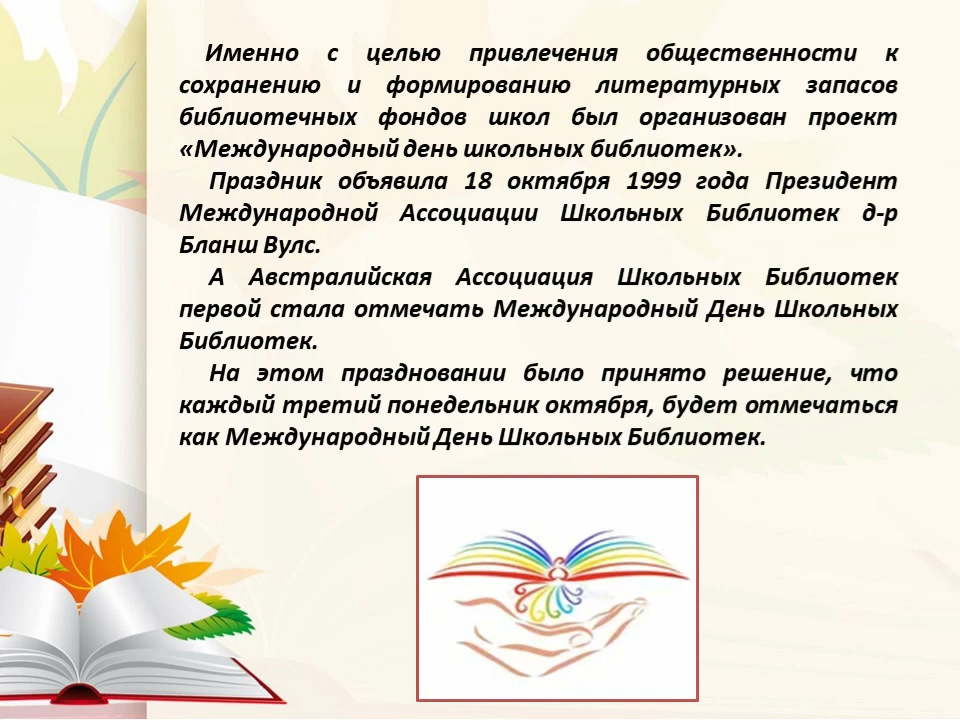 Именно с целью привлечения общественности к
сохранению и формированию литературных запасов
библиотечных фондов школ был организован проект
«Международный день школьных библиотек».
Праздник объявила 18 октября 1999 года Президент
Международной Ассоциации Школьных Библиотек д-р
Бланш Вулс.
А Австралийская Ассоциация Школьных Библиотек
первой стала отмечать Международный День Школьных
Библиотек.
На этом праздновании было принято решение, что
каждый третий понедельник октября, будет отмечаться
как Международный День Школьных Библиотек.